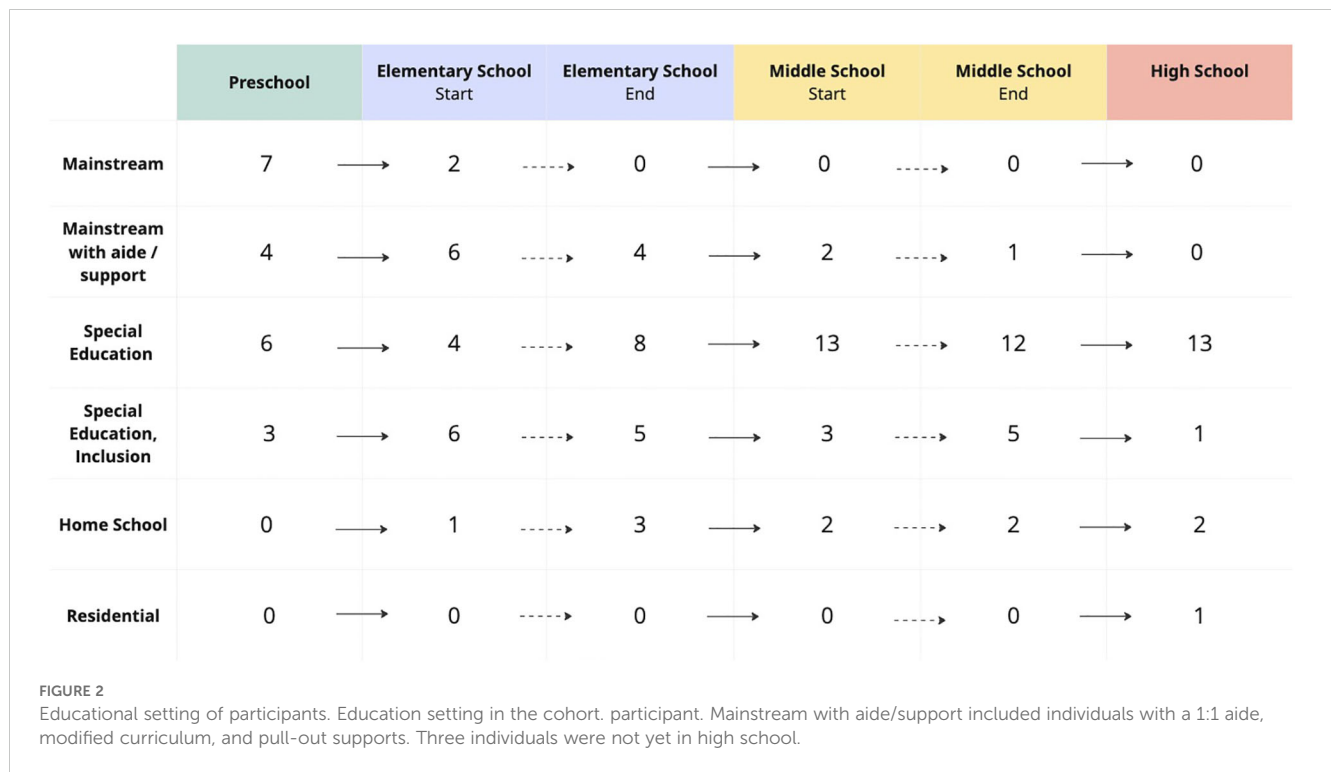 Preschool
Elementary School
Start
Elementary School
End
Middle School
Start
Middle School
End
High School
Mainstream
7 2 0 0 0 0
Mainstream
with aide /
support
4 6 4 2 1 0
Special
Education
6 4 8 13 12 13
Special
Education,
Inclusion
3 6 5 3 5 1
Home School
0 1 3 2 2 2
Residential
0 0 0 0 0 1
FIGURE 2
Educational setting of participants. Education setting in the cohort. participant. Mainstream with aide/support included individuals with a 1:1 aide,
modified curriculum, and pull-out supports. Three individuals were not yet in high school.